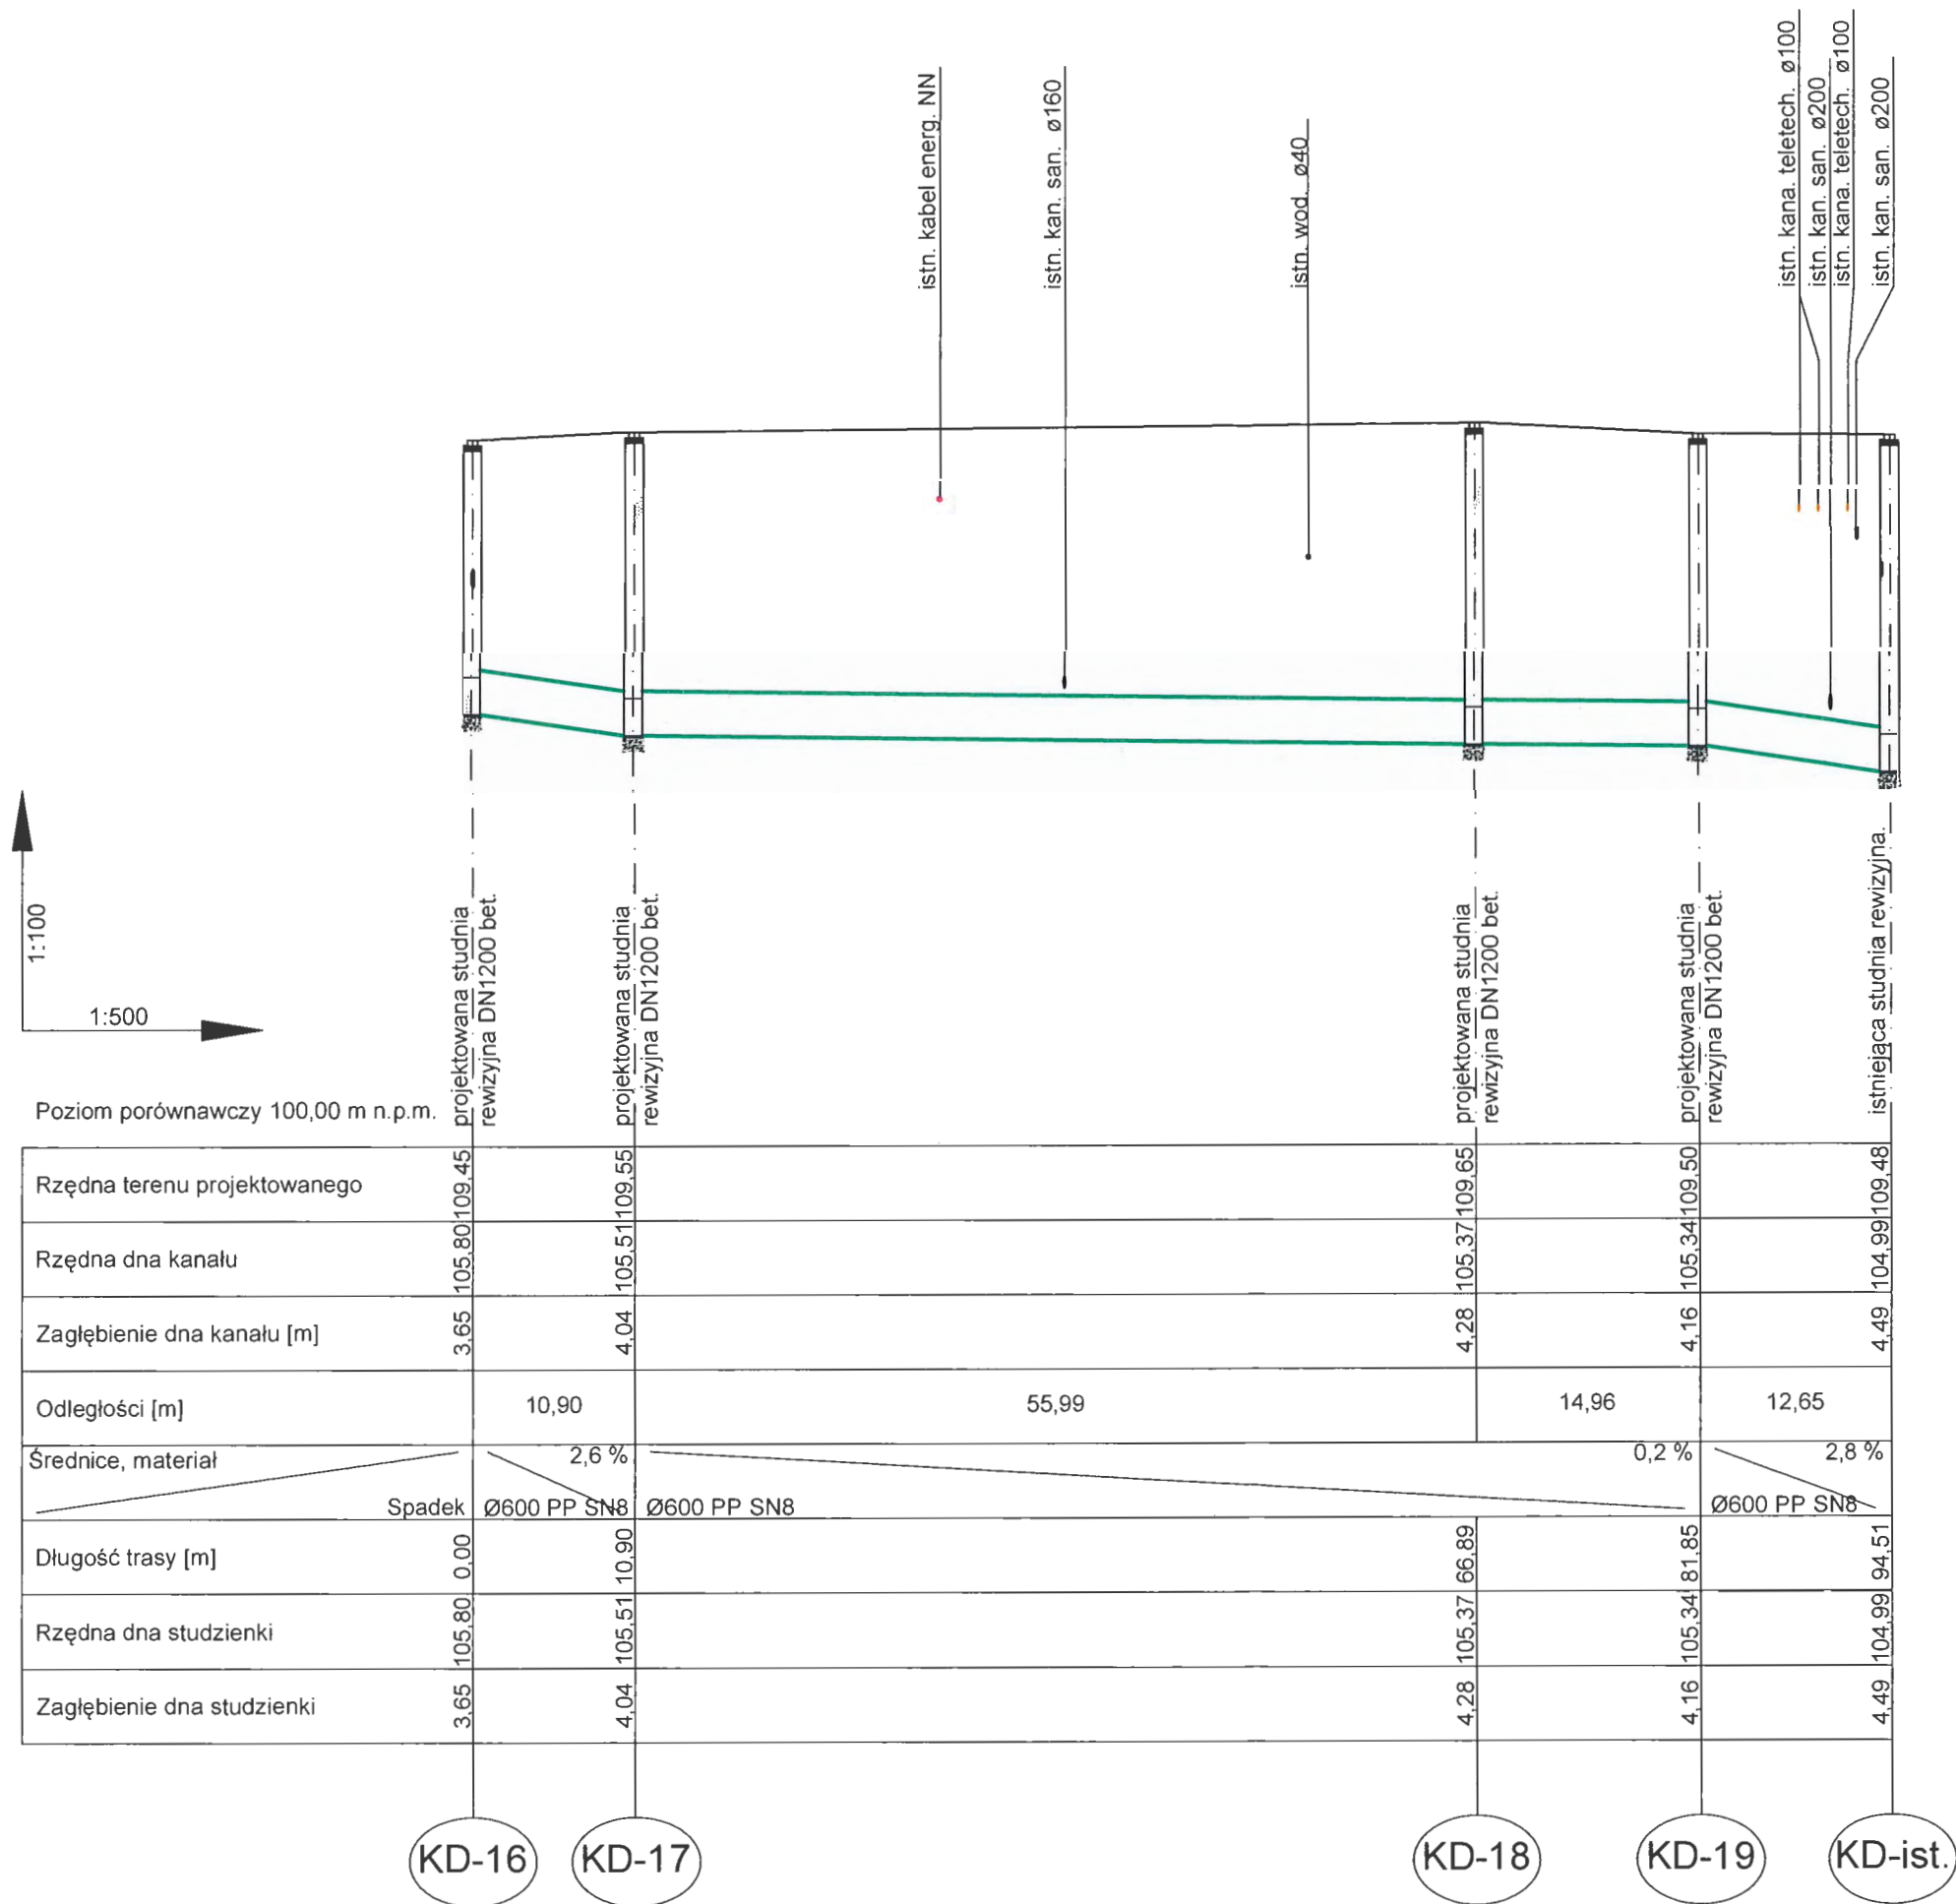 istn. kabel energ. NN
istn. kan. san. ø160
istn. wod. ø40
istn. kana. teletech. ø100
istn. kan. san. ø200
istn. kana. teletech. ø100
istn. kan. san. ø200
1:100
1:500
projektowana studnia
rewizyjna DN1200 bet.
projektowana studnia
rewizyjna DN1200 bet.
projektowana studnia
rewizyjna DN1200 bet.
projektowana studnia
rewizyjna DN1200 bet.
istniejąca studnia rewizyjna.
Poziom porównawczy 100,00 m n.p.m.
Rzędna terenu projektowanego 109,45 109,55 109,65 109,50 109,48
Rzędna dna kanału 105,80 105,51 105,37 105,34 104,99
Zagłębienie dna kanału [m] 3,65 4,04 4,28 4,16 4,49
Odległości [m] 10,90 55,99 14,96 12,65
Średnice, materiał 2,6 % 0,2 % 2,8 %
Spadek Ø600 PP SN8 Ø600 PP SN8 Ø600 PP SN8
Długość trasy [m] 0,00 10,90 66,89 81,85 94,51
Rzędna dna studzienki 105,80 105,51 105,37 105,34 104,99
Zagłębienie dna studzienki 3,65 4,04 4,28 4,16 4,49
KD-16 KD-17 KD-18 KD-19 KD-ist.